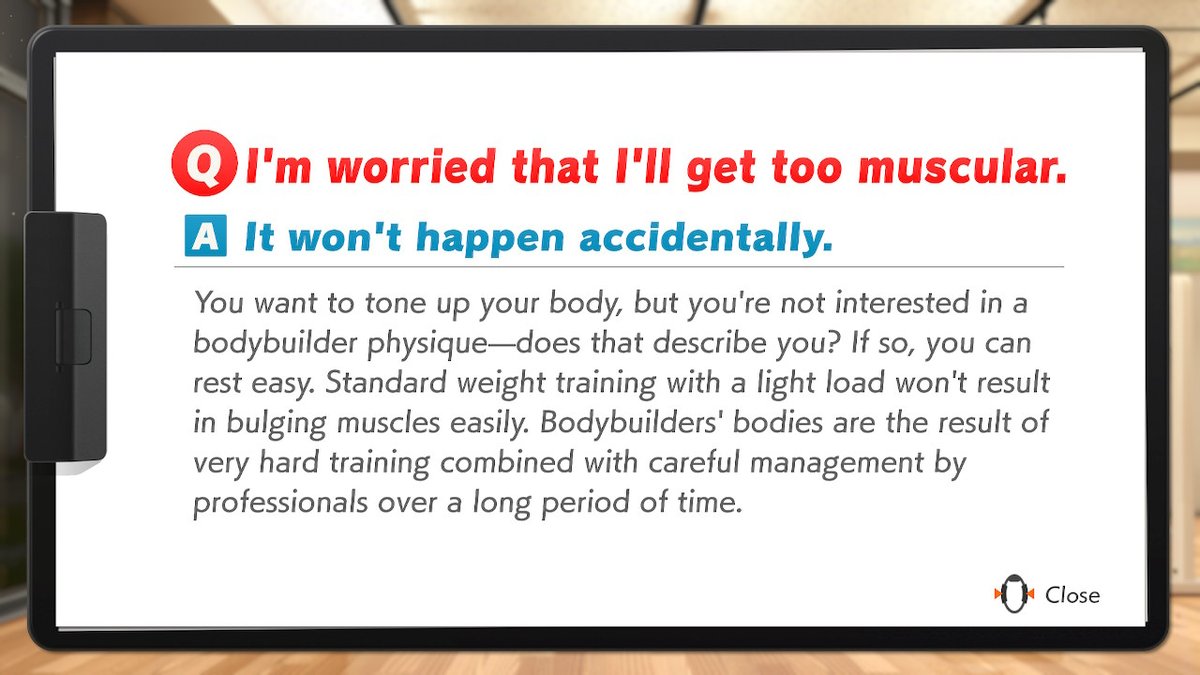 Q I'm worried that I'll get too muscular.
A It won't happen accidentally.
You want to tone up your body, but you're not interested in a
bodybuilder physique—does that describe you? If so, you can
rest easy. Standard weight training with a light load won't result
in bulging muscles easily. Bodybuilders' bodies are the result of
very hard training combined with careful management by
professionals over a long period of time.
Close